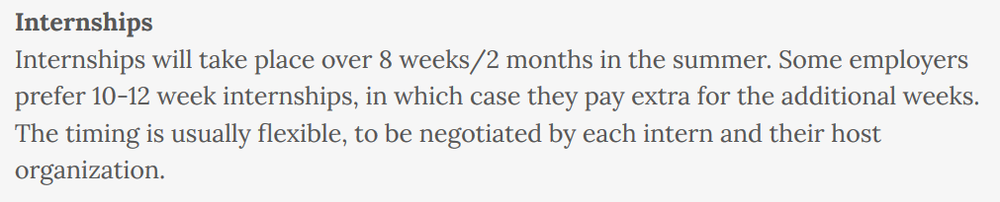 Internships
Internships will take place over 8 weeks/2 months in the summer. Some employers
prefer 10-12 week internships, in which case they pay extra for the additional weeks.
The timing is usually flexible, to be negotiated by each intern and their host
organization.